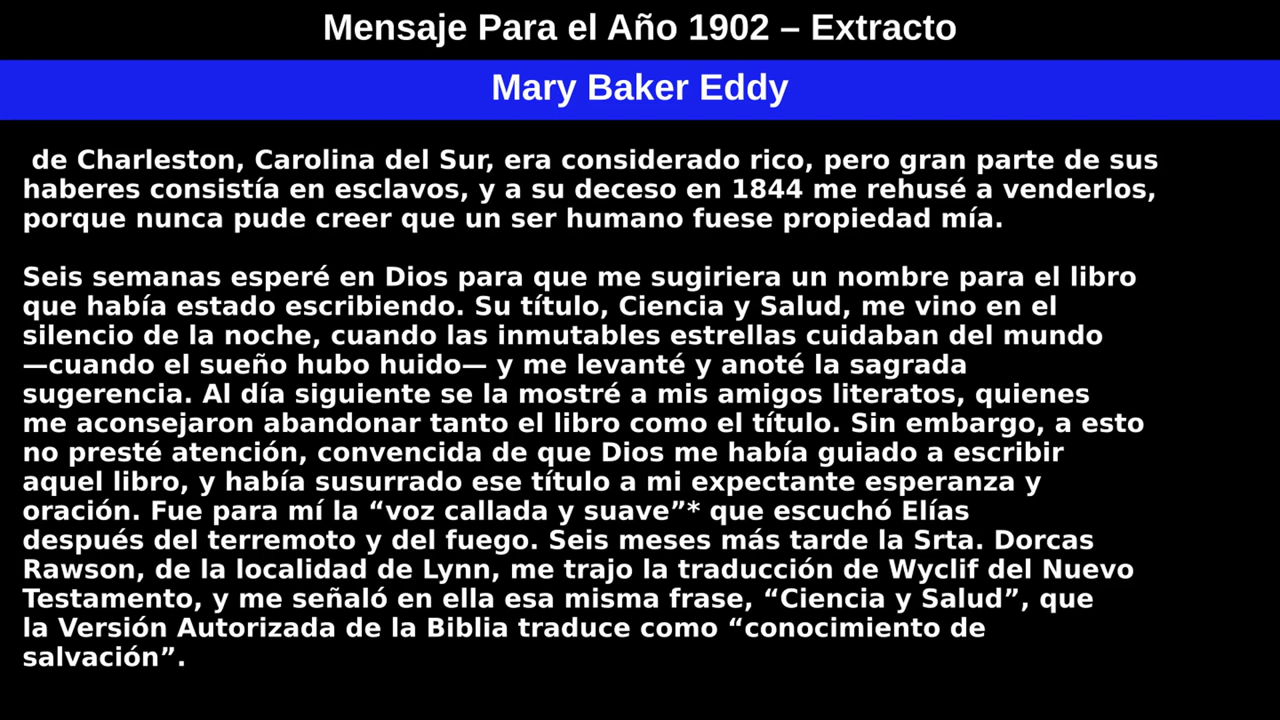 Mensaje Para el Año 1902 – Extracto
Mary Baker Eddy
de Charleston, Carolina del Sur, era considerado rico, pero gran parte de sus
haberes consistía en esclavos, y a su deceso en 1844 me rehusé a venderlos,
porque nunca pude creer que un ser humano fuese propiedad mía.
Seis semanas esperé en Dios para que me sugiriera un nombre para el libro
que había estado escribiendo. Su título, Ciencia y Salud, me vino en el
silencio de la noche, cuando las inmutables estrellas cuidaban del mundo
—cuando el sueño hubo huido— y me levanté y anoté la sagrada
sugerencia. Al día siguiente se la mostré a mis amigos literatos, quienes
me aconsejaron abandonar tanto el libro como el título. Sin embargo, a esto
no presté atención, convencida de que Dios me había guiado a escribir
aquel libro, y había susurrado ese título a mi expectante esperanza y
oración. Fue para mí la “voz callada y suave”* que escuchó Elías
después del terremoto y del fuego. Seis meses más tarde la Srta. Dorcas
Rawson, de la localidad de Lynn, me trajo la traducción de Wyclif del Nuevo
Testamento, y me señaló en ella esa misma frase, “Ciencia y Salud”, que
la Versión Autorizada de la Biblia traduce como “conocimiento de
salvación”.